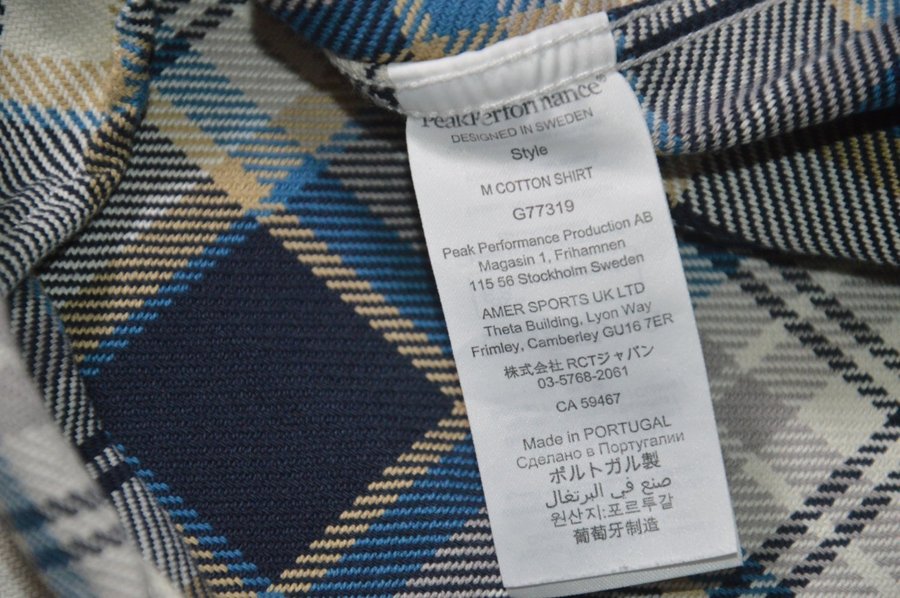 PeakPerformance®
DESIGNED IN SWEDEN
Style
M COTTON SHIRT
G77319
Peak Performance Production AB
Magasin 1, Frihamnen
115 56 Stockholm Sweden
AMER SPORTS UK LTD
Theta Building, Lyon Way
Frimley, Camberley GU16 7ER
株式会社 RCTジャパン
03-5768-2061
CA 59467
Made in PORTUGAL
Сделано в Португалии
ポルトガル製
صنع في البرتغال
원산지:포르투갈
葡萄牙制造